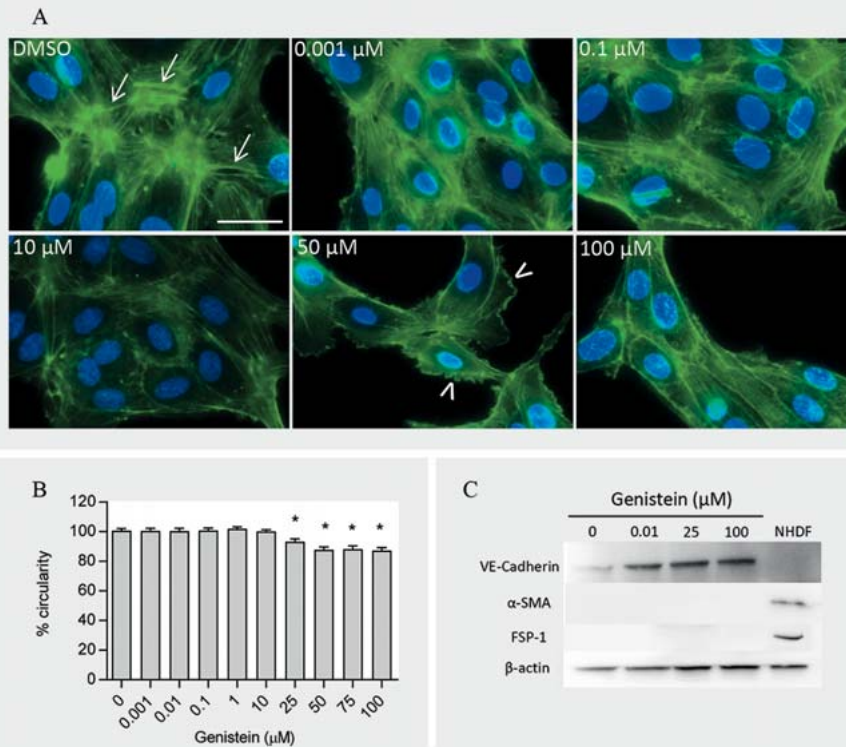 A
DMSO 0.001 µM 0.1 µM
10 µM 50 µM 100 µM
B
120
100
80
60
40
20
0
% circularity
* * * *
0 0.001 0.01 0.1 1 10 25 50 75 100
Genistein (µM)
C
Genistein (µM)
0 0.01 25 100 NHDF
VE-Cadherin
α-SMA
FSP-1
β-actin